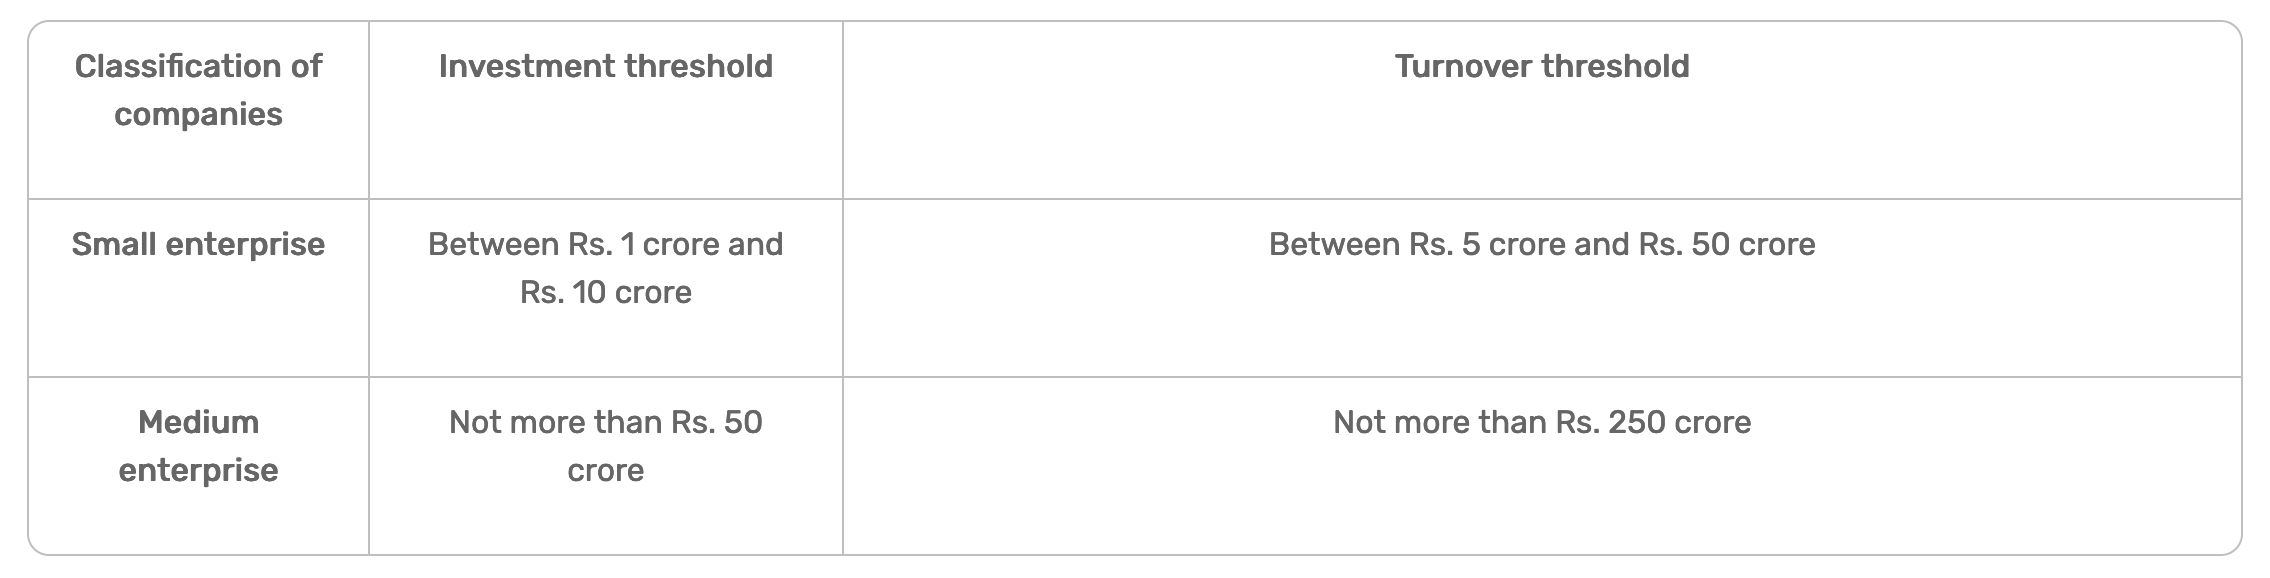 Classification of
companies
Investment threshold
Turnover threshold
Small enterprise
Between Rs. 1 crore and
Rs. 10 crore
Between Rs. 5 crore and Rs. 50 crore
Medium
enterprise
Not more than Rs. 50
crore
Not more than Rs. 250 crore